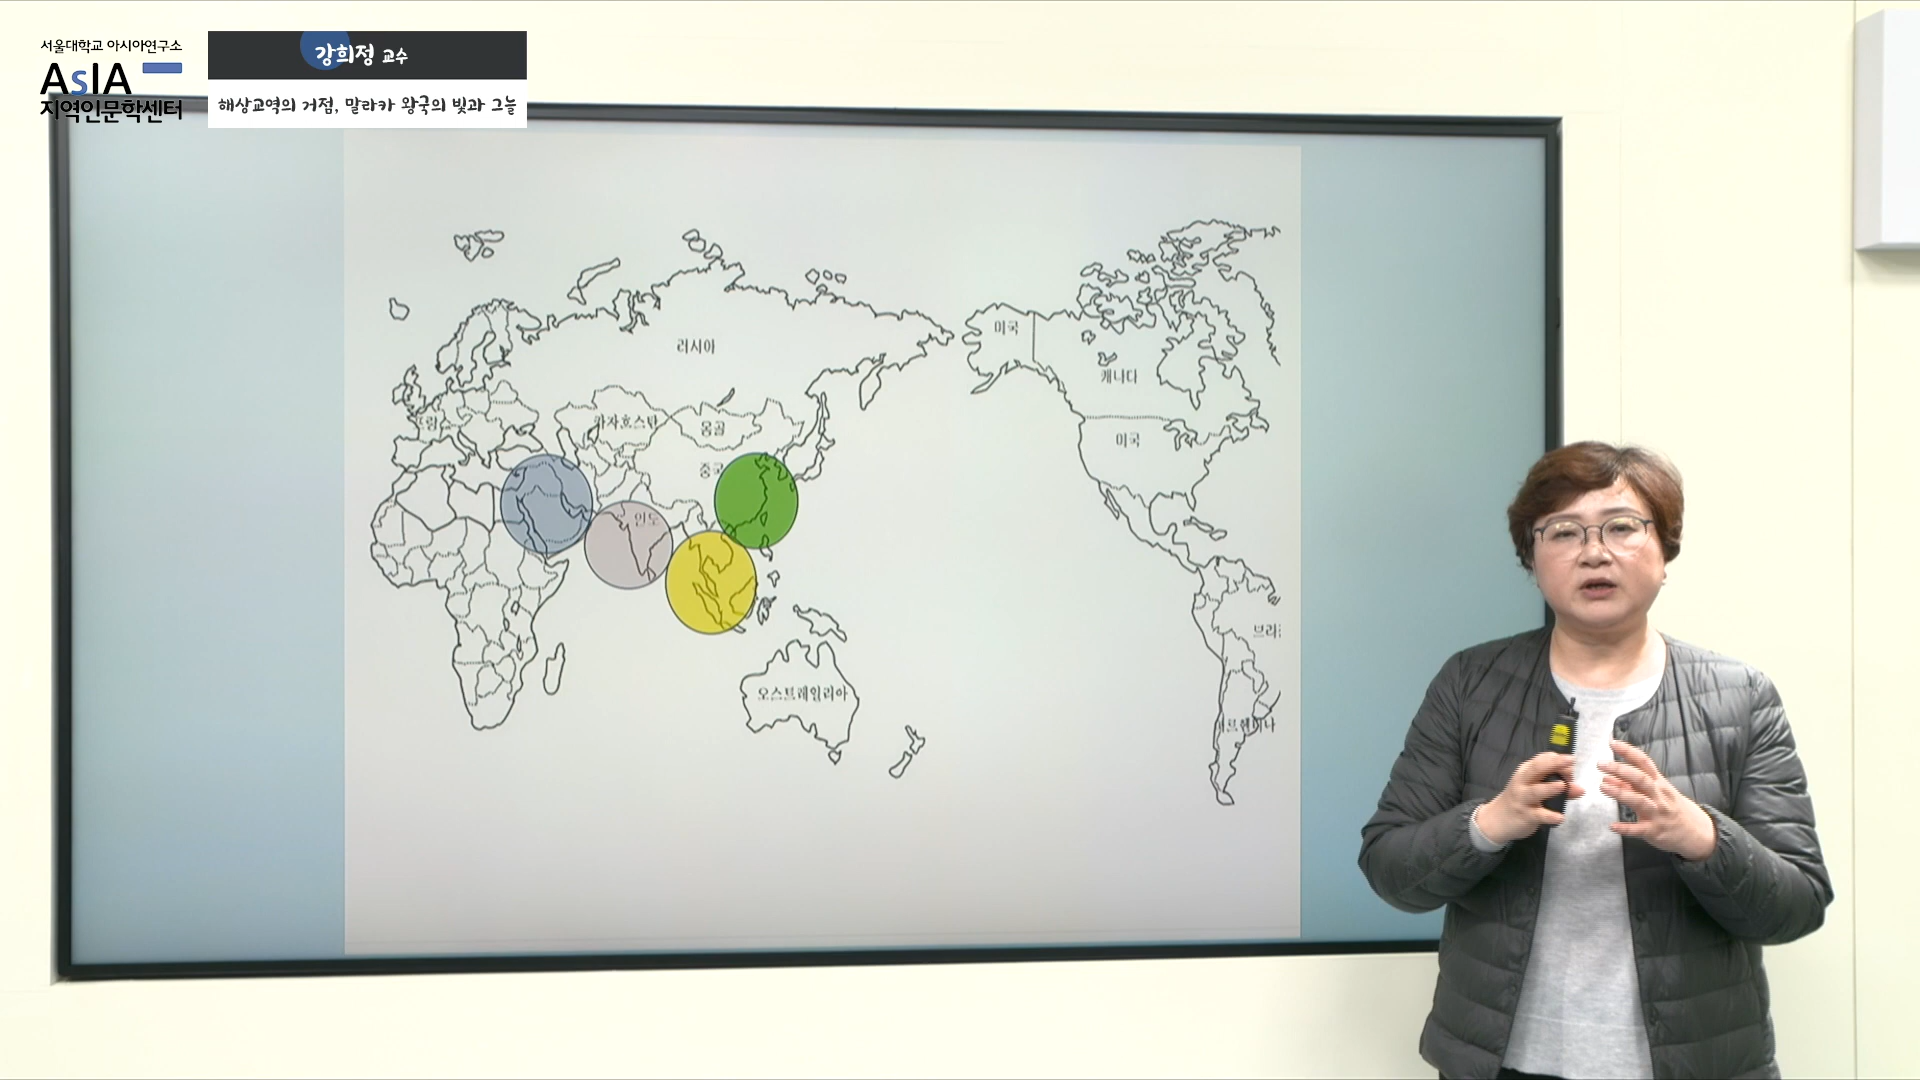 서울대학교 아시아연구소
AsIA
지역인문학센터
강희정 교수
해상교역의 거점, 말라카 왕국의 빛과 그늘
러시아
미국
캐나다
카자흐스탄
몽골
미국
중국
인도
오스트레일리아